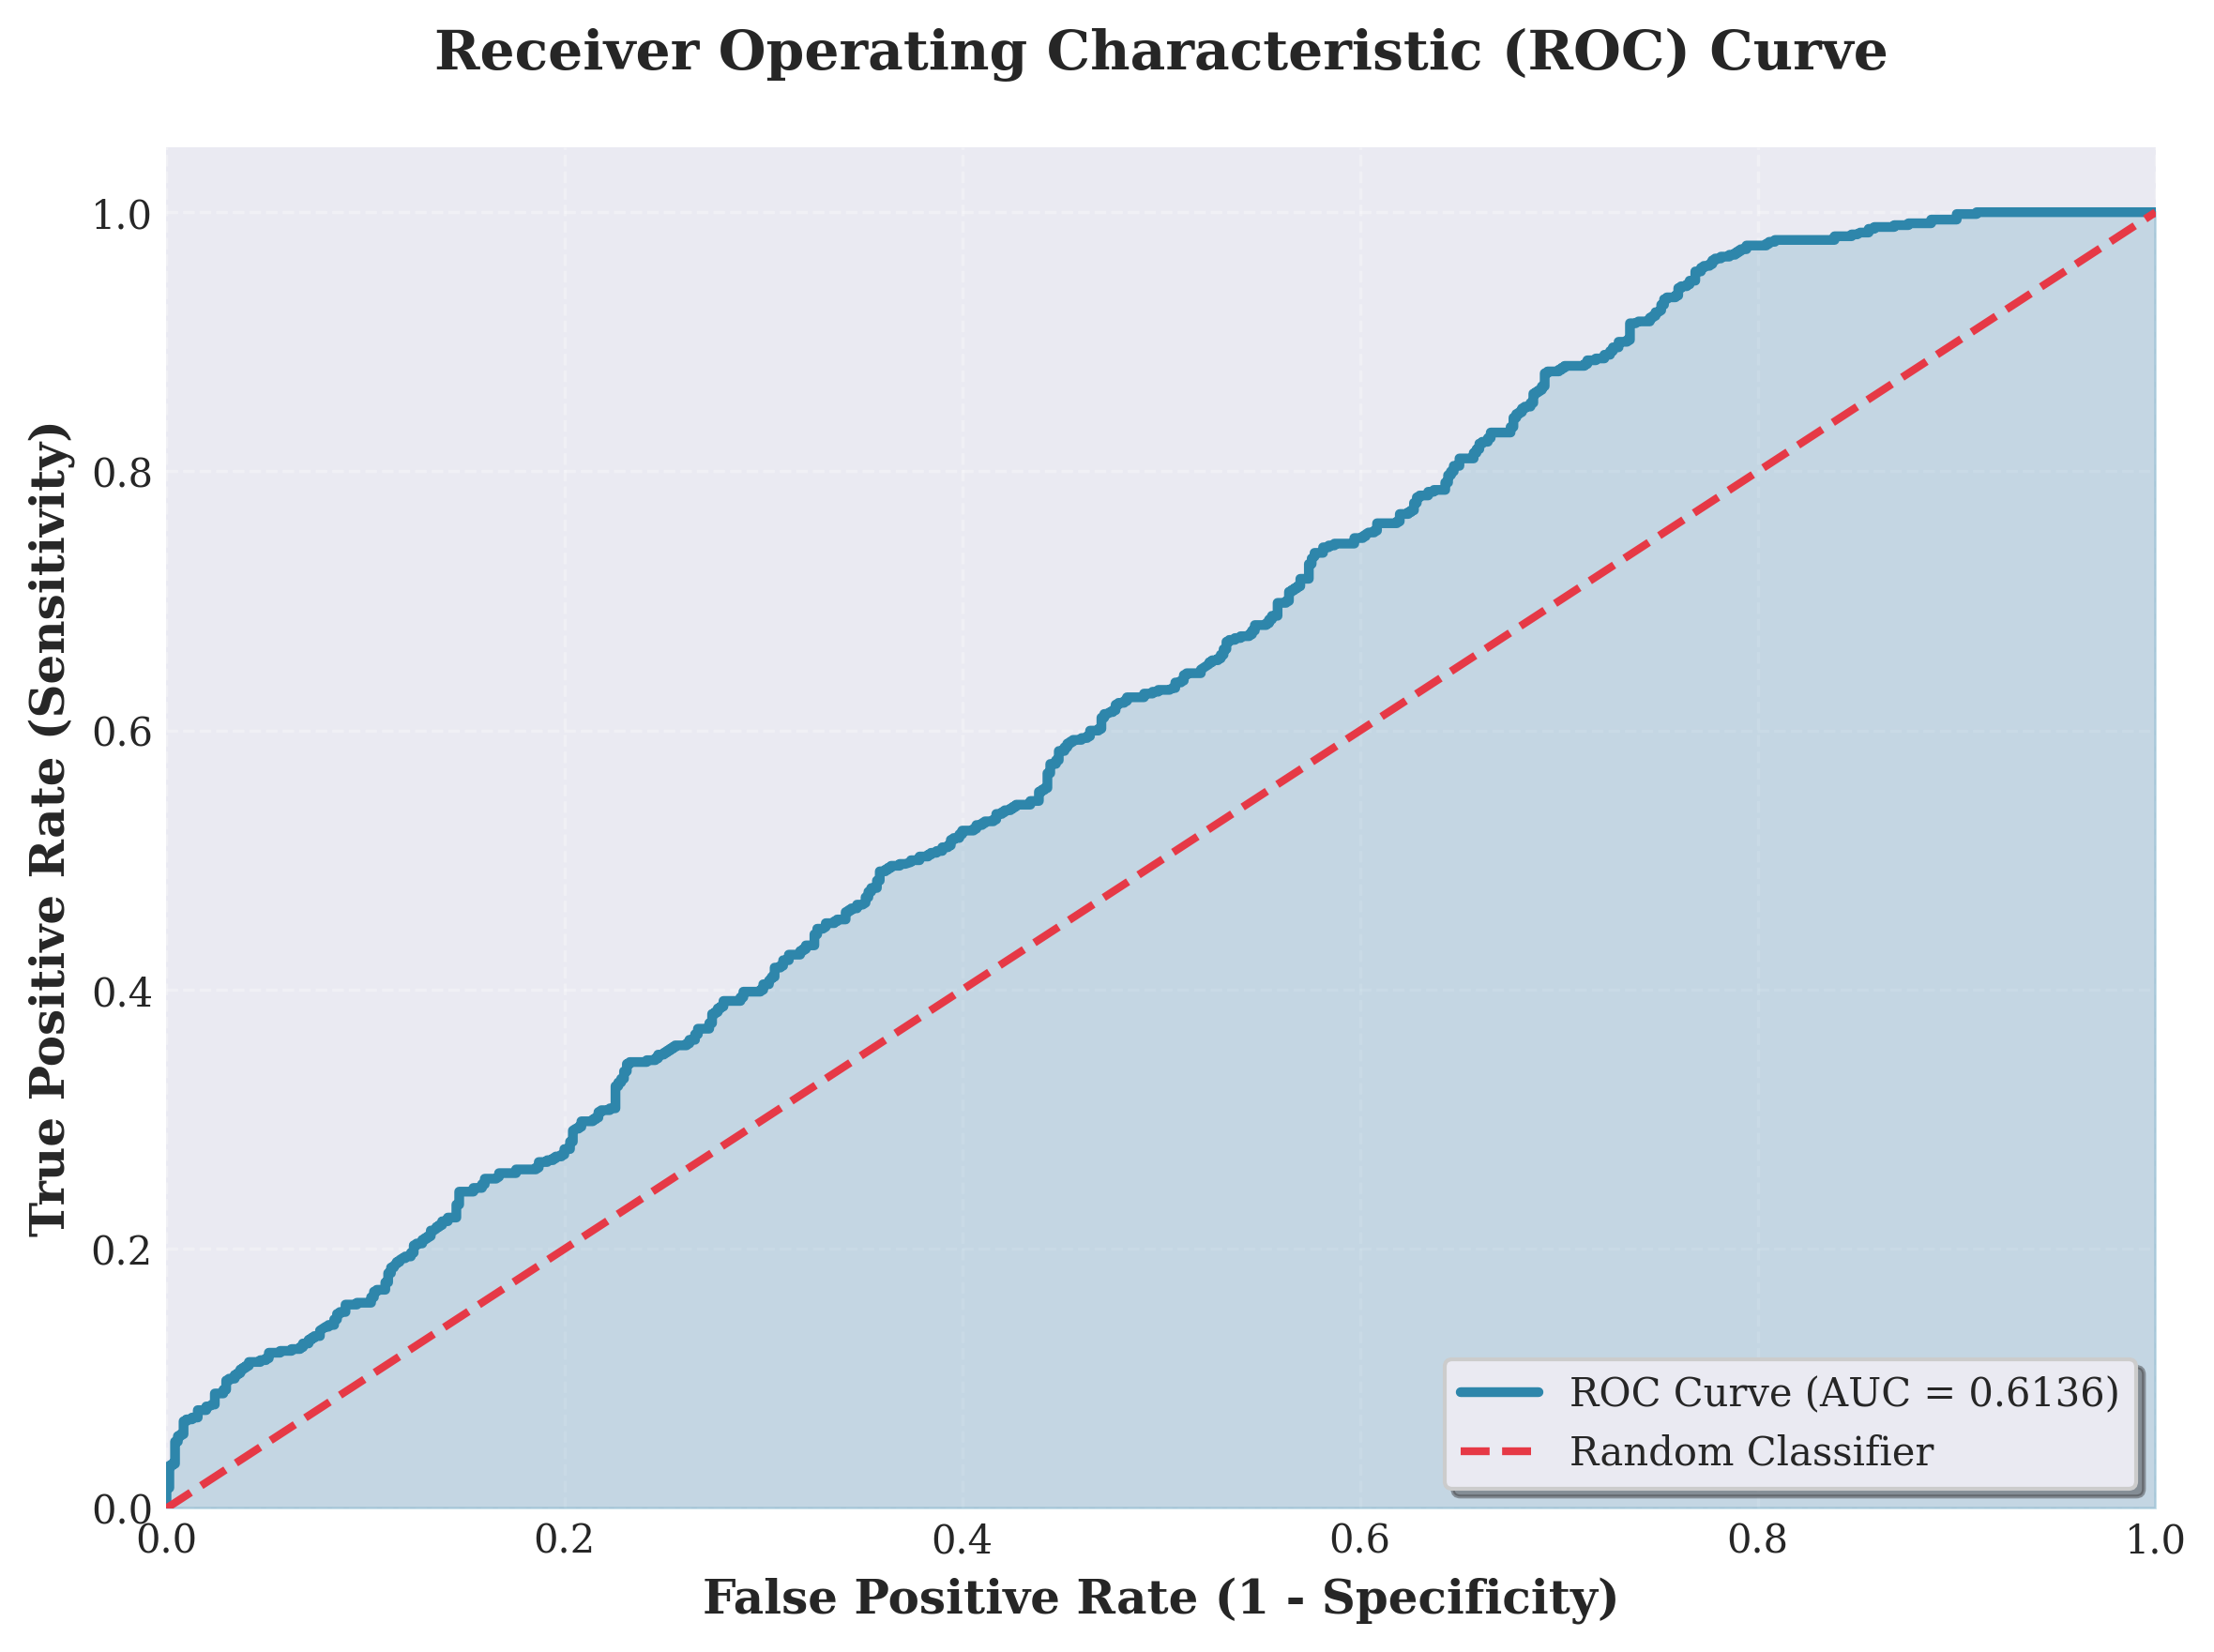 Receiver Operating Characteristic (ROC) Curve
True Positive Rate (Sensitivity)
1.0
0.8
0.6
0.4
0.2
0.0
0.0 0.2 0.4 0.6 0.8 1.0
False Positive Rate (1 - Specificity)
ROC Curve (AUC = 0.6136)
Random Classifier